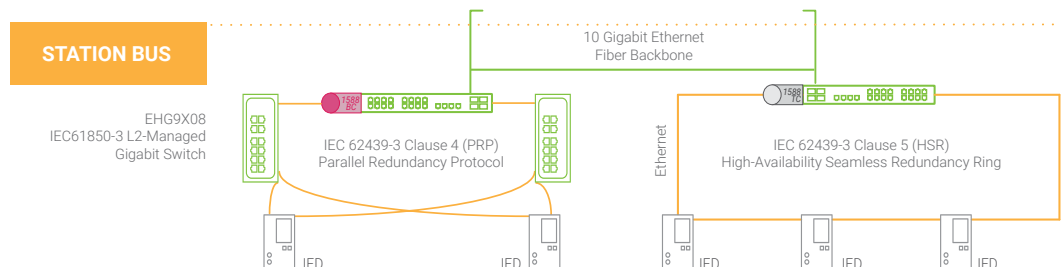 10 Gigabit Ethernet
Fiber Backbone
STATION BUS
1588
BC
1588
TC
EHG9X08
IEC61850-3 L2-Managed
Gigabit Switch
IEC 62439-3 Clause 4 (PRP)
Parallel Redundancy Protocol
Ethernet
IEC 62439-3 Clause 5 (HSR)
High-Availability Seamless Redundancy Ring
IED
IED
IED
IED
IED